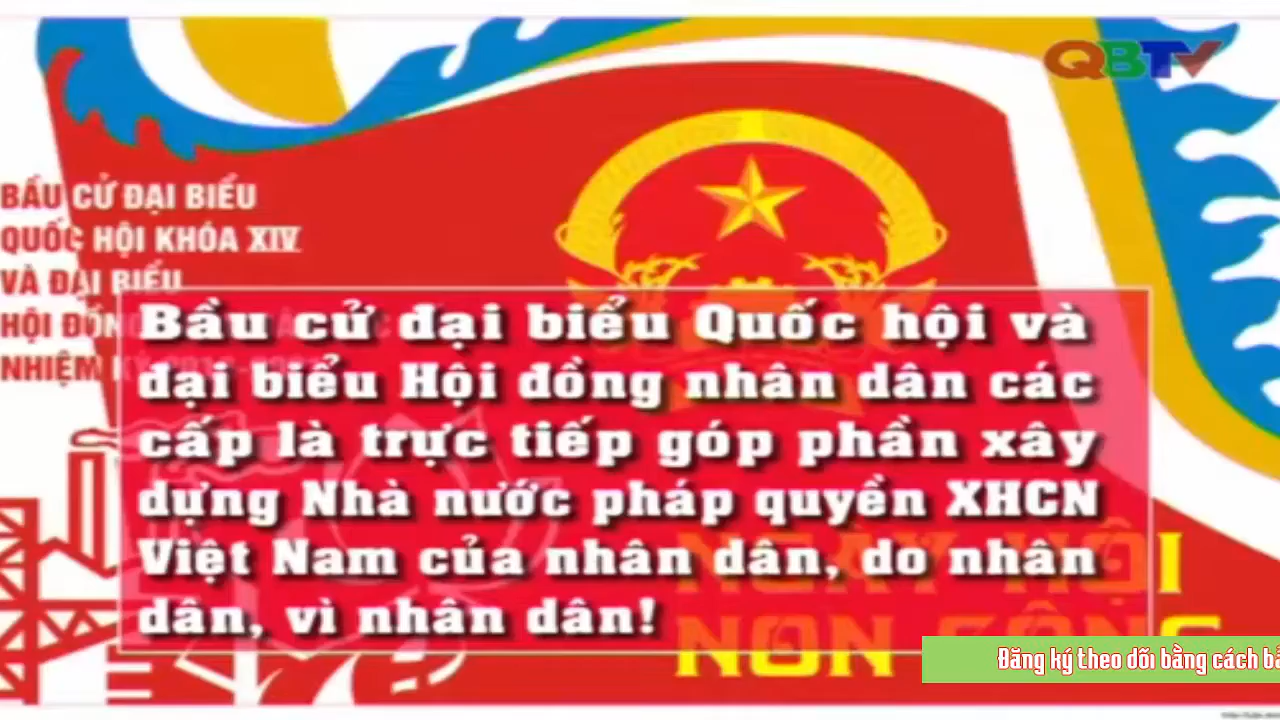 QBTV
BẦU CỬ ĐẠI BIỂU
QUỐC HỘI KHÓA XIV
VÀ ĐẠI BIỂU
HỘI ĐỒNG
NHIỆM KỲ
Bầu cử đại biểu Quốc hội và
đại biểu Hội đồng nhân dân các
cấp là trực tiếp góp phần xây
dựng Nhà nước pháp quyền XHCN
Việt Nam của nhân dân, do nhân
dân, vì nhân dân!
NGÀY HỘI
NON SÔNG
Đăng ký theo dõi bằng cách